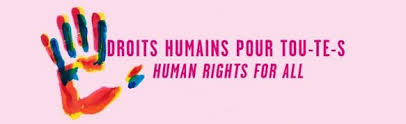 DROITS HUMAINS POUR TOU-TE-S
HUMAN RIGHTS FOR ALL